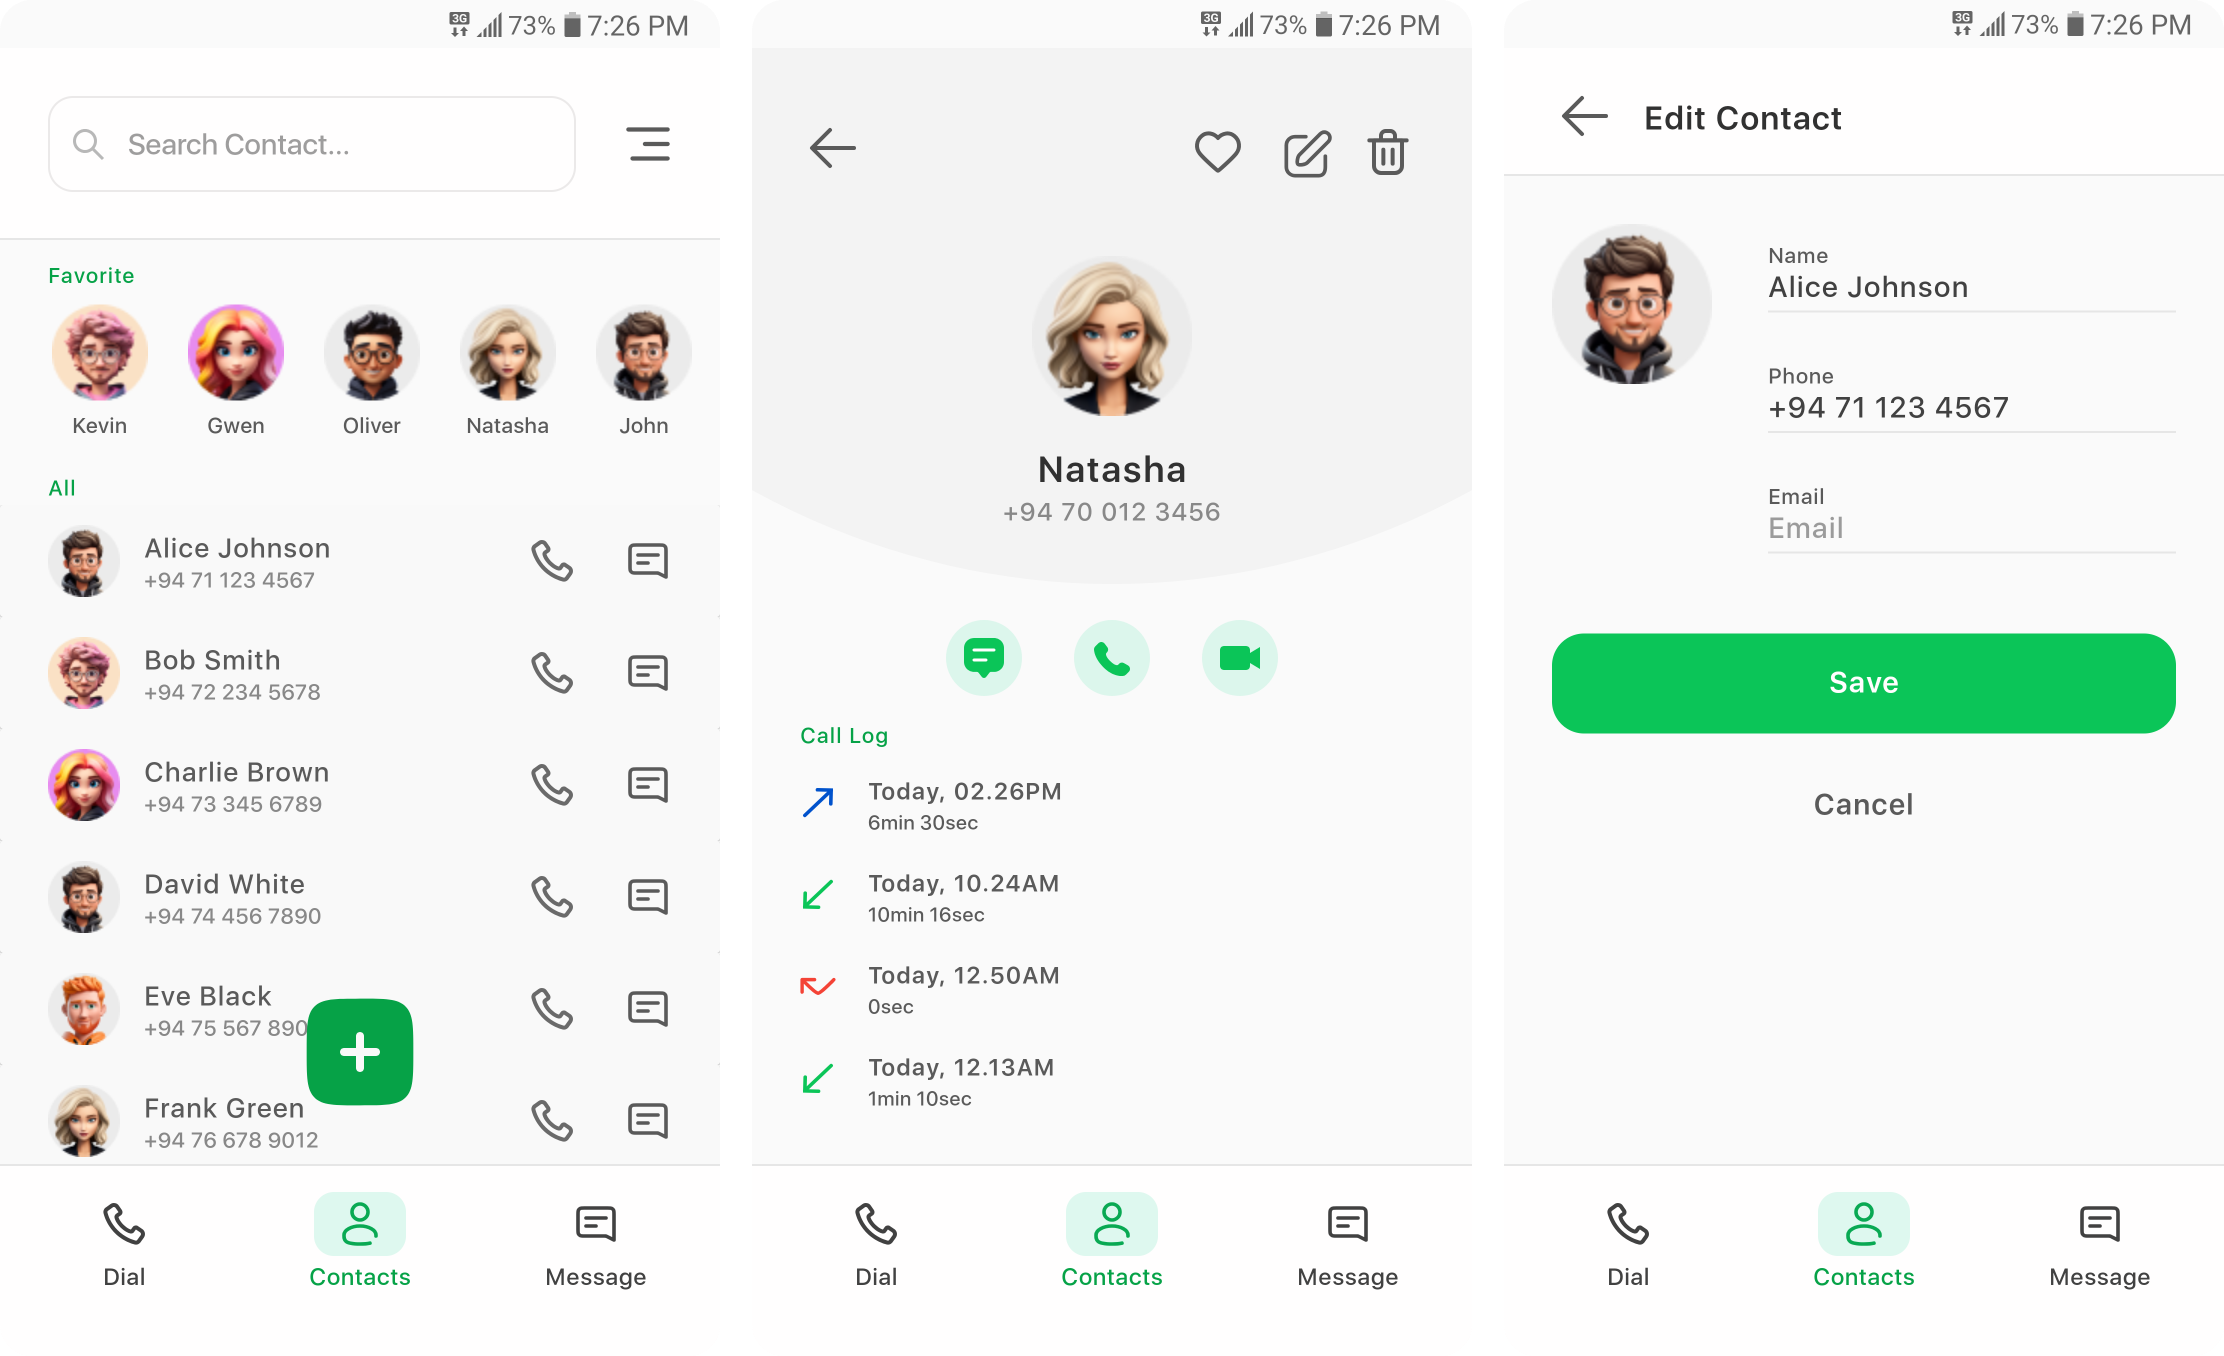 3G 73% 7:26 PM
Search Contact...
Favorite
Kevin Gwen Oliver Natasha John
All
Alice Johnson
+94 71 123 4567
Bob Smith
+94 72 234 5678
Charlie Brown
+94 73 345 6789
David White
+94 74 456 7890
Eve Black
+94 75 567 890
Frank Green
+94 76 678 9012
Dial Contacts Message
3G 73% 7:26 PM
Natasha
+94 70 012 3456
Call Log
Today, 02.26PM
6min 30sec
Today, 10.24AM
10min 16sec
Today, 12.50AM
0sec
Today, 12.13AM
1min 10sec
Dial Contacts Message
3G 73% 7:26 PM
Edit Contact
Name
Alice Johnson
Phone
+94 71 123 4567
Email
Email
Save
Cancel
Dial Contacts Message